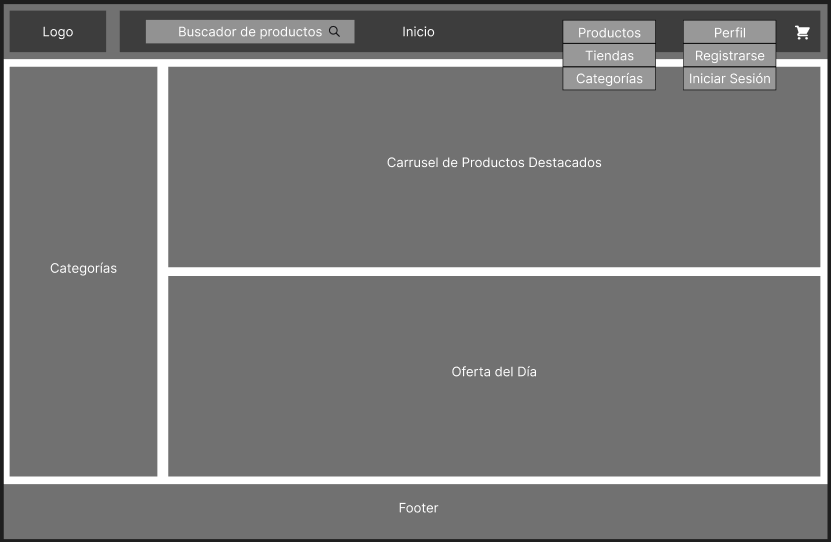 Logo
Buscador de productos
Inicio
Productos
Tiendas
Categorías
Perfil
Registrarse
Iniciar Sesión
Categorías
Carrusel de Productos Destacados
Oferta del Día
Footer